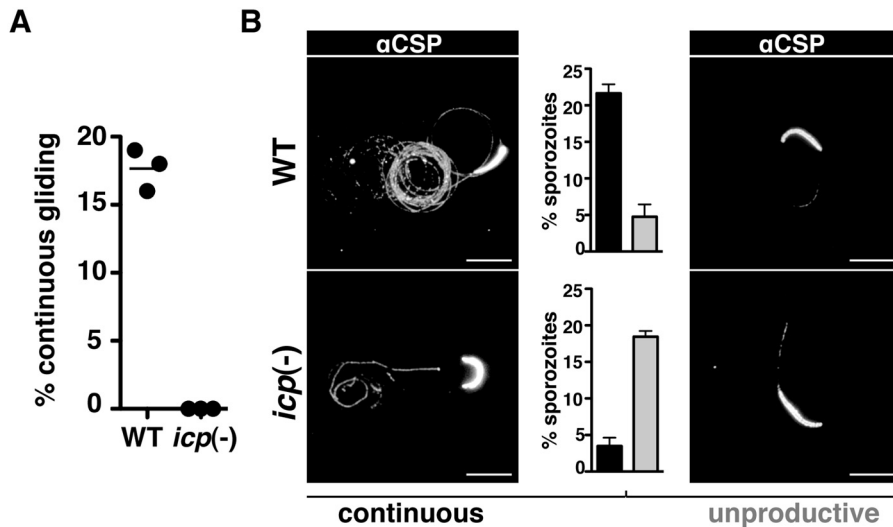 A
% continuous gliding
20
15
10
5
0
WT icp(-)
B
αCSP
αCSP
WT
% sporozoites
25
20
15
10
5
0
icp(-)
% sporozoites
25
20
15
10
5
0
continuous
unproductive